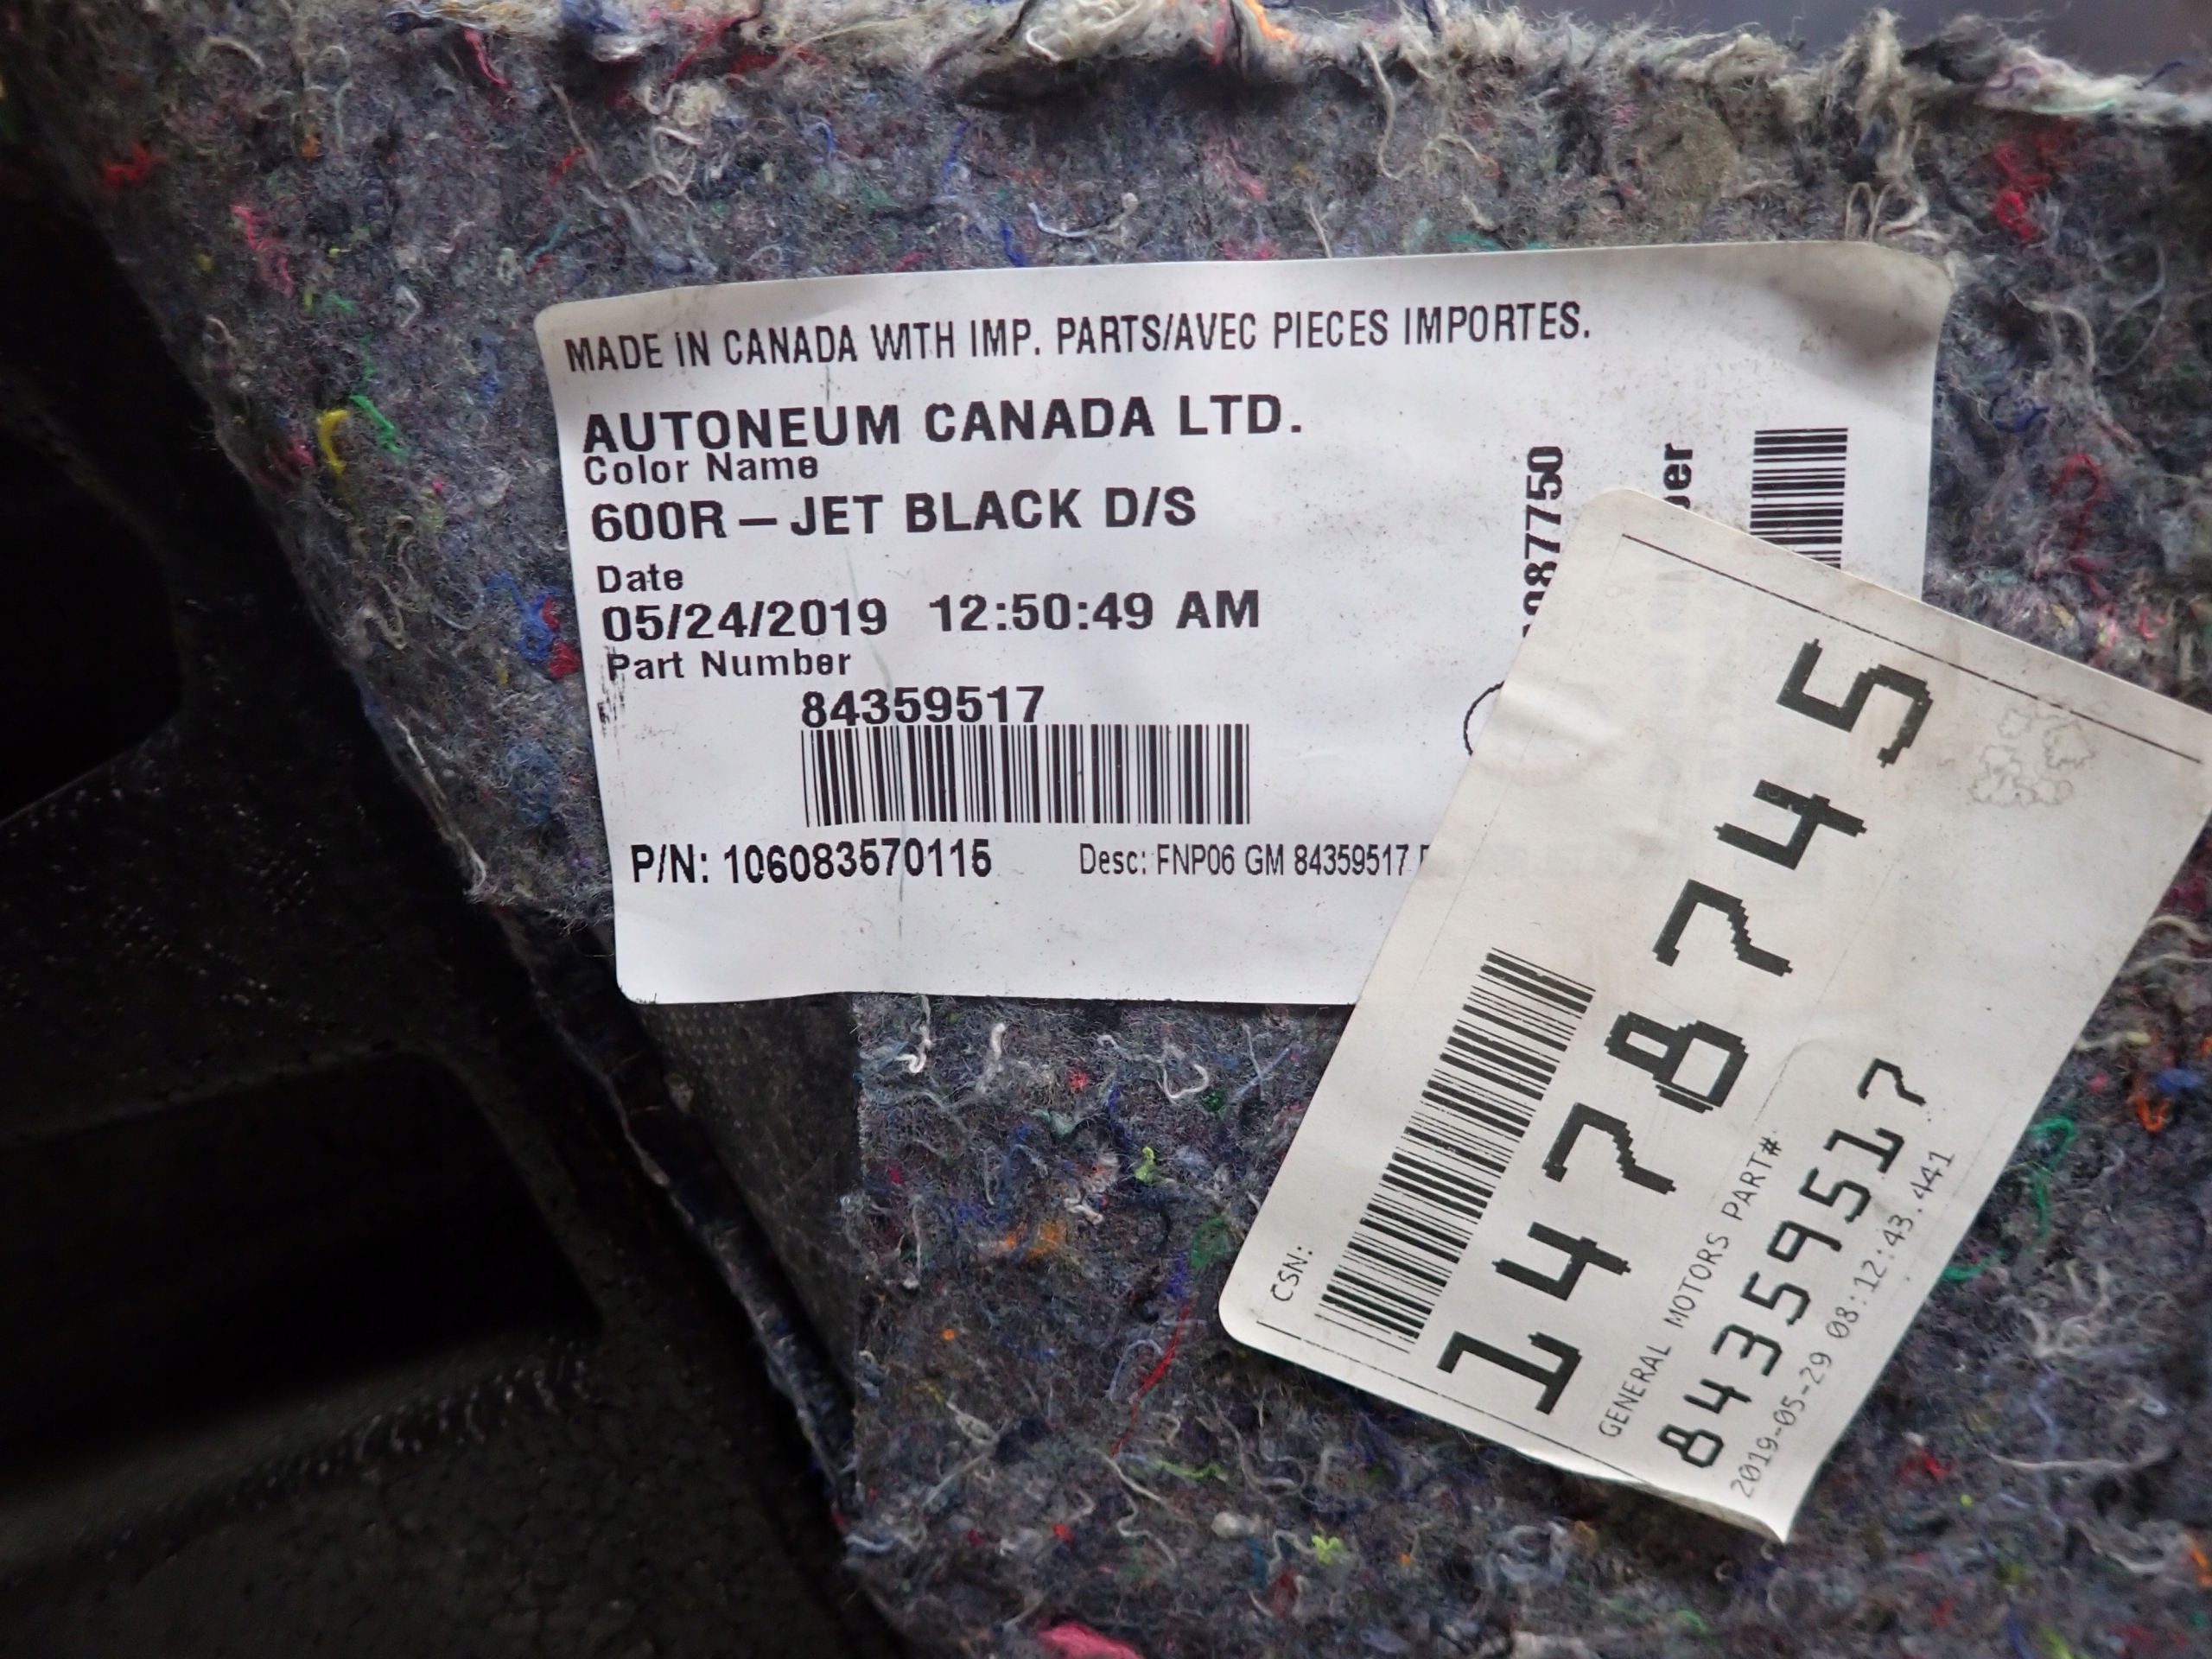 MADE IN CANADA WITH IMP. PARTS/AVEC PIECES IMPORTES.
AUTONEUM CANADA LTD.
Color Name
600R – JET BLACK D/S
Date
05/24/2019 12:50:49 AM
Part Number
84359517
P/N: 106083570115
Desc: FNP06 GM 84359517
CSN:
1478745
GENERAL MOTORS PART#
84359517
2019-05-29 08:12:43.441